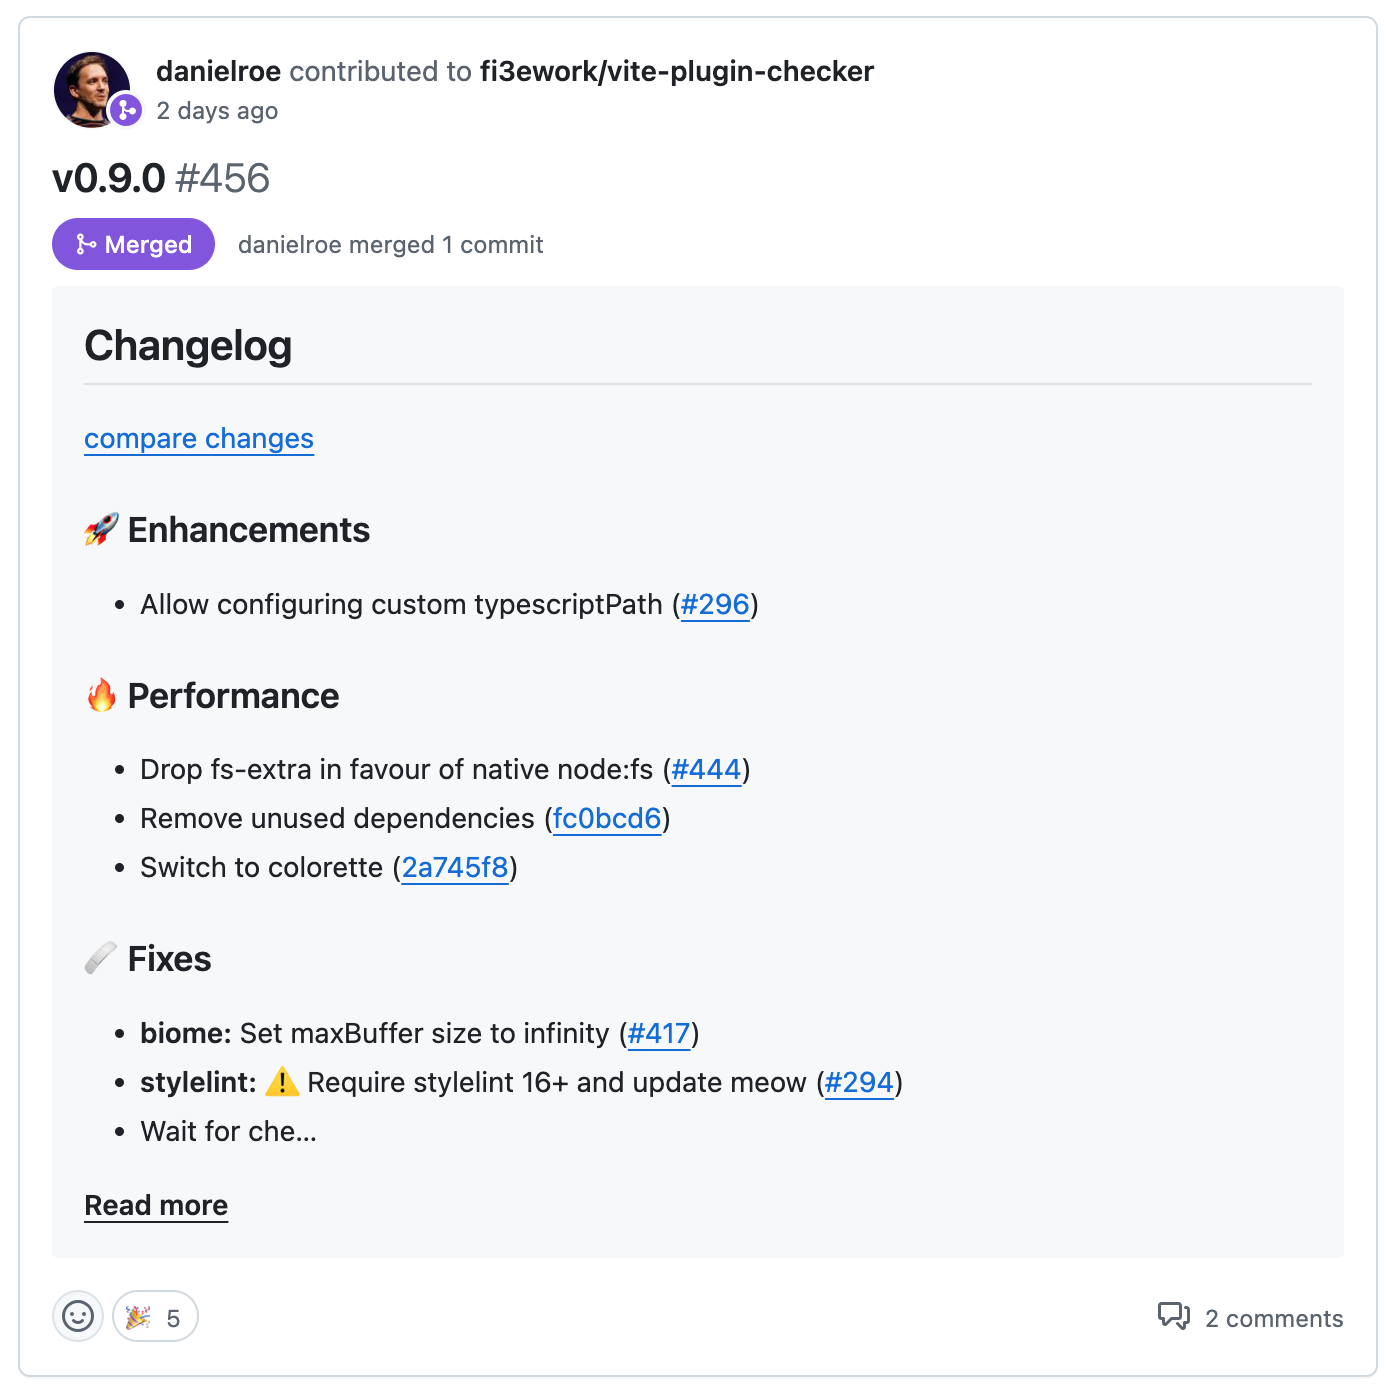 danielroe contributed to fi3ework/vite-plugin-checker
2 days ago
v0.9.0 #456
Merged danielroe merged 1 commit
Changelog
compare changes
🚀 Enhancements
• Allow configuring custom typescriptPath (#296)
🔥 Performance
• Drop fs-extra in favour of native node:fs (#444)
• Remove unused dependencies (fc0bcd6)
• Switch to colorette (2a745f8)
🩹 Fixes
• biome: Set maxBuffer size to infinity (#417)
• stylelint: ⚠️ Require stylelint 16+ and update meow (#294)
• Wait for che...
Read more
🎉 5 2 comments